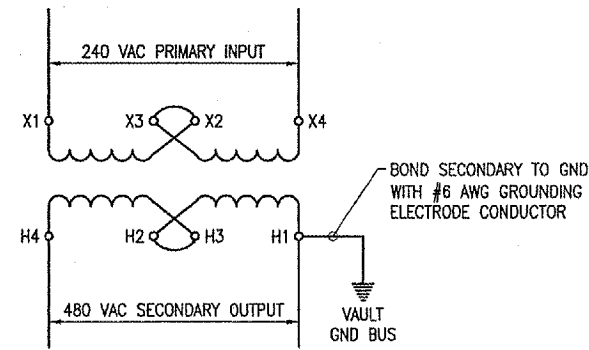 240 VAC PRIMARY INPUT
X1 X3 X2 X4
BOND SECONDARY TO GND
WITH #6 AWG GROUNDING
ELECTRODE CONDUCTOR
H4 H2 H3 H1
480 VAC SECONDARY OUTPUT
VAULT
GND BUS